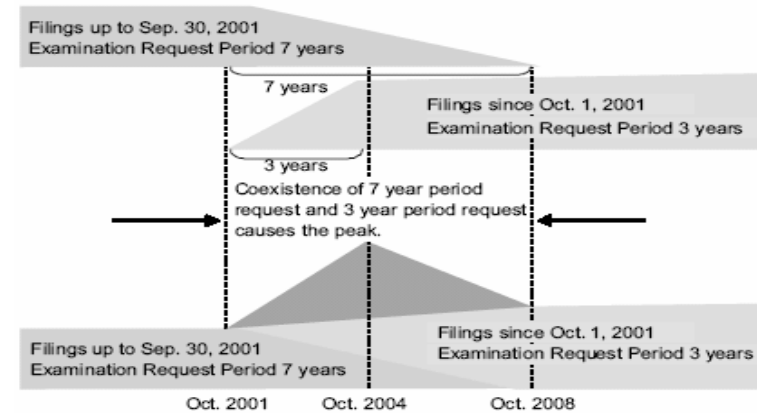 Filings up to Sep. 30, 2001
Examination Request Period 7 years
7 years
Filings since Oct. 1, 2001
Examination Request Period 3 years
3 years
Coexistence of 7 year period
request and 3 year period request
causes the peak.
Filings since Oct. 1, 2001
Examination Request Period 3 years
Filings up to Sep. 30, 2001
Examination Request Period 7 years
Oct. 2001
Oct. 2004
Oct. 2008